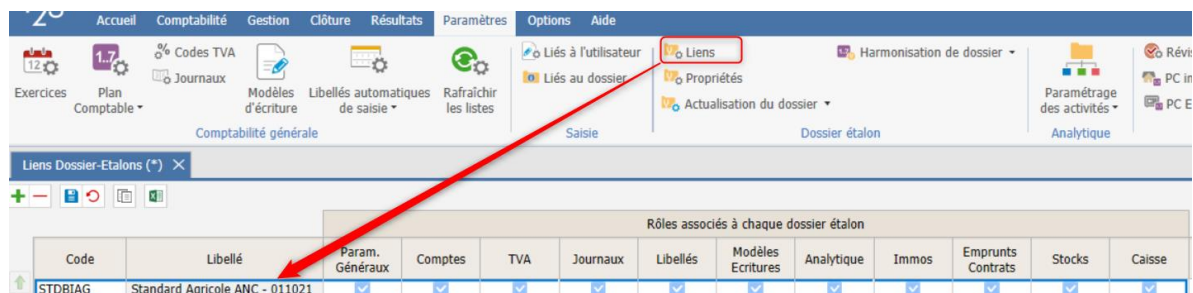 Accueil Comptabilité Gestion Clôture Résultats Paramètres Options Aide
Codes TVA
Liés à l'utilisateur
Liens
Harmonisation de dossier
Journaux
Liés au dossier
Propriétés
Exercices
Plan Comptable
Modèles d'écriture
Libellés automatiques de saisie
Rafraîchir les listes
Actualisation du dossier
Paramétrage des activités
PC
PC
Comptabilité générale
Saisie
Dossier étalon
Analytique
Liens Dossier-Etalons (*)
Rôles associés à chaque dossier étalon
Code Libellé Param. Généraux Comptes TVA Journaux Libellés Modèles Ecritures Analytique Immos Emprunts Contrats Stocks Caisse
STDBIAG Standard Agricole ANC - 011021